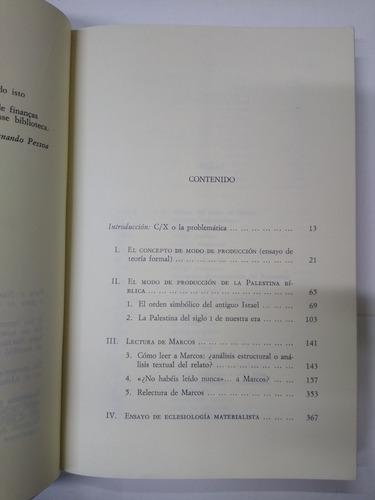 do isto
de finanças
sse biblioteca.
rnando Pessoa
CONTENIDO
Introducción: C/X o la problemática ... ... ... ... ... ... 13
I. EL CONCEPTO DE MODO DE PRODUCCIÓN (ensayo de
teoría formal) ... ... ... ... ... ... ... ... ... ... ... 21
II. EL MODO DE PRODUCCIÓN DE LA PALESTINA BÍ-
BLICA ... ... ... ... ... ... ... ... ... ... ... ... ... 65
1. El orden simbólico del antiguo Israel ... ... ... 69
2. La Palestina del siglo I de nuestra era ... ... ... 103
III. LECTURA DE MARCOS ... ... ... ... ... ... ... ... ... 141
3. Cómo leer a Marcos: ¿análisis estructural o aná-
lisis textual del relato? ... ... ... ... ... ... ... 143
4. «¿No habéis leído nunca»... a Marcos? ... ... ... 157
5. Relectura de Marcos ... ... ... ... ... ... ... ... 353
IV. ENSAYO DE ECLESIOLOGÍA MATERIALISTA ... ... ... ... 367